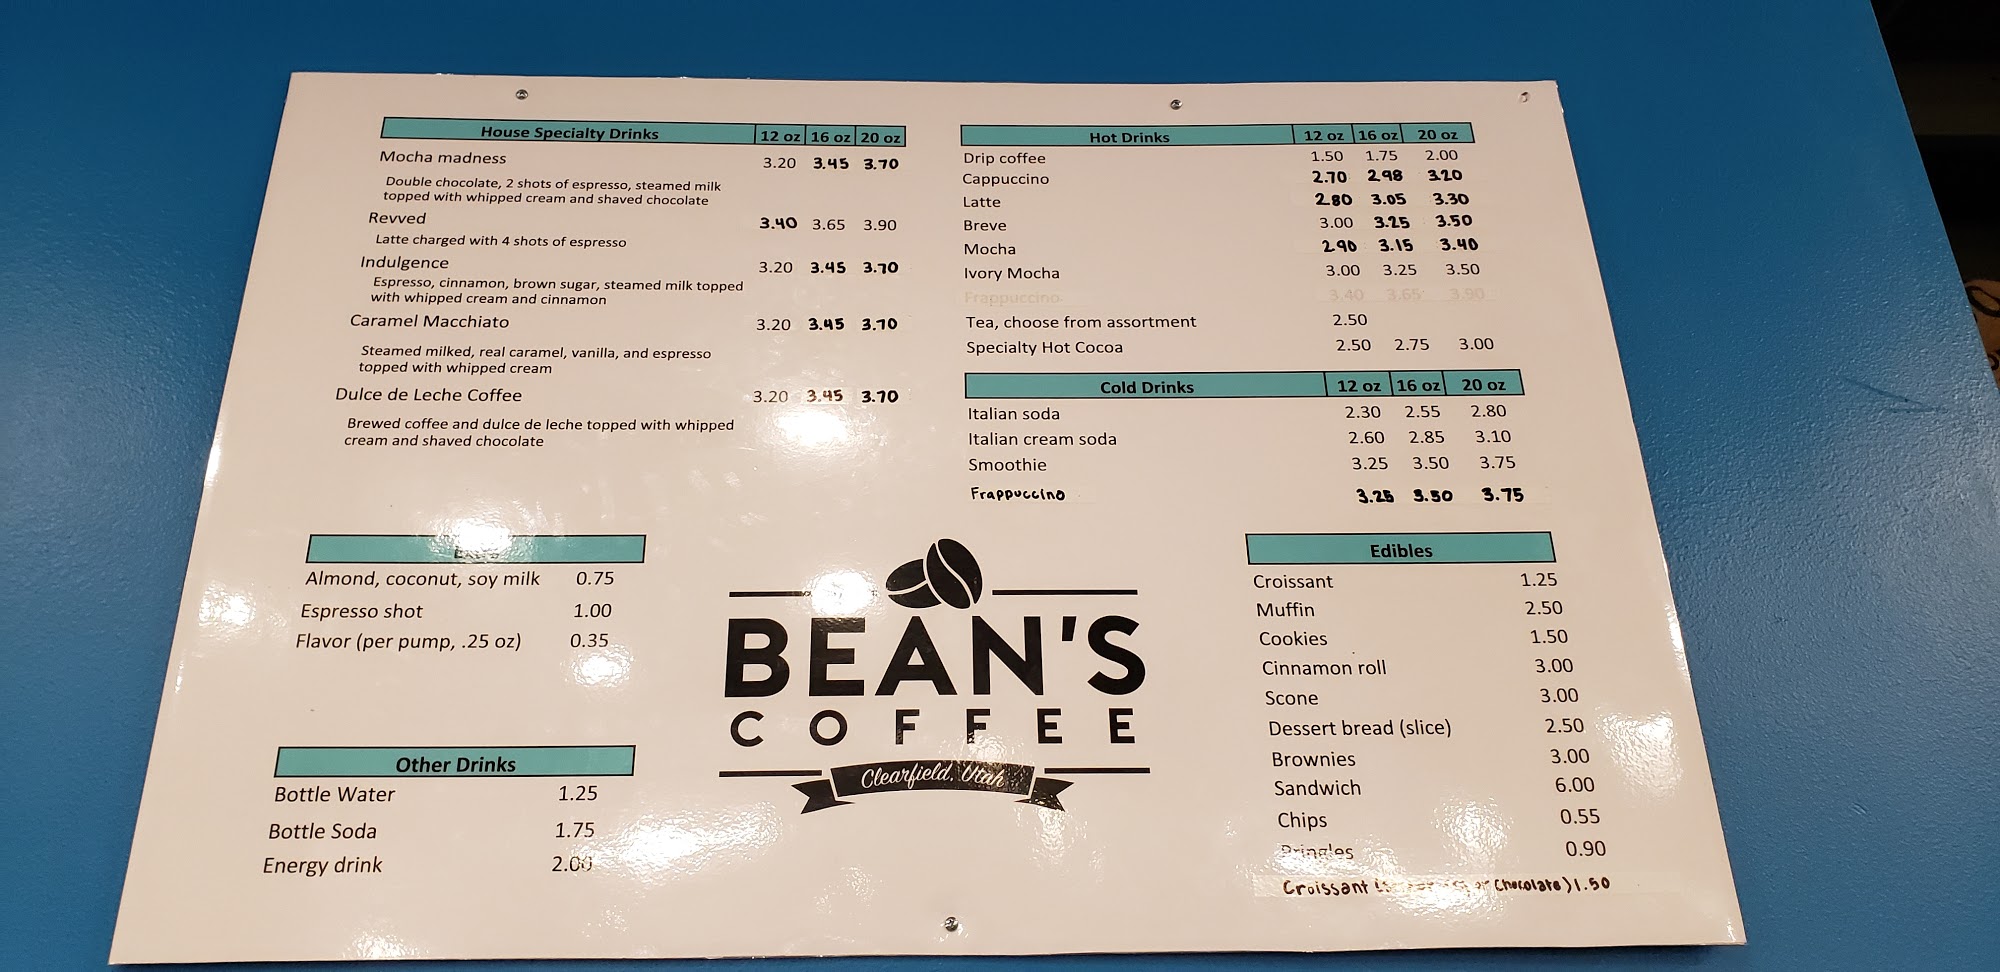 House Specialty Drinks 12 oz 16 oz 20 oz
Mocha madness 3.20 3.45 3.70
Double chocolate, 2 shots of espresso, steamed milk
topped with whipped cream and shaved chocolate
Revved 3.40 3.65 3.90
Latte charged with 4 shots of espresso
Indulgence 3.20 3.45 3.70
Espresso, cinnamon, brown sugar, steamed milk topped
with whipped cream and cinnamon
Caramel Macchiato 3.20 3.45 3.70
Steamed milked, real caramel, vanilla, and espresso
topped with whipped cream
Dulce de Leche Coffee 3.20 3.45 3.70
Brewed coffee and dulce de leche topped with whipped
cream and shaved chocolate
Hot Drinks 12 oz 16 oz 20 oz
Drip coffee 1.50 1.75 2.00
Cappuccino 2.70 2.98 3.20
Latte 2.80 3.05 3.30
Breve 3.00 3.25 3.50
Mocha 2.90 3.15 3.40
Ivory Mocha 3.00 3.25 3.50
Frappuccino 3.40 3.65 3.90
Tea, choose from assortment 2.50
Specialty Hot Cocoa 2.50 2.75 3.00
Cold Drinks 12 oz 16 oz 20 oz
Italian soda 2.30 2.55 2.80
Italian cream soda 2.60 2.85 3.10
Smoothie 3.25 3.50 3.75
Frappuccino 3.25 3.50 3.75
Almond, coconut, soy milk 0.75
Espresso shot 1.00
Flavor (per pump, .25 oz) 0.35
Other Drinks
Bottle Water 1.25
Bottle Soda 1.75
Energy drink 2.00
BEAN'S
COFFEE
Clearfield, Utah
Edibles
Croissant 1.25
Muffin 2.50
Cookies 1.50
Cinnamon roll 3.00
Scone 3.00
Dessert bread (slice) 2.50
Brownies 3.00
Sandwich 6.00
Chips 0.55
Pringles 0.90
Croissant or Chocolate) 1.50